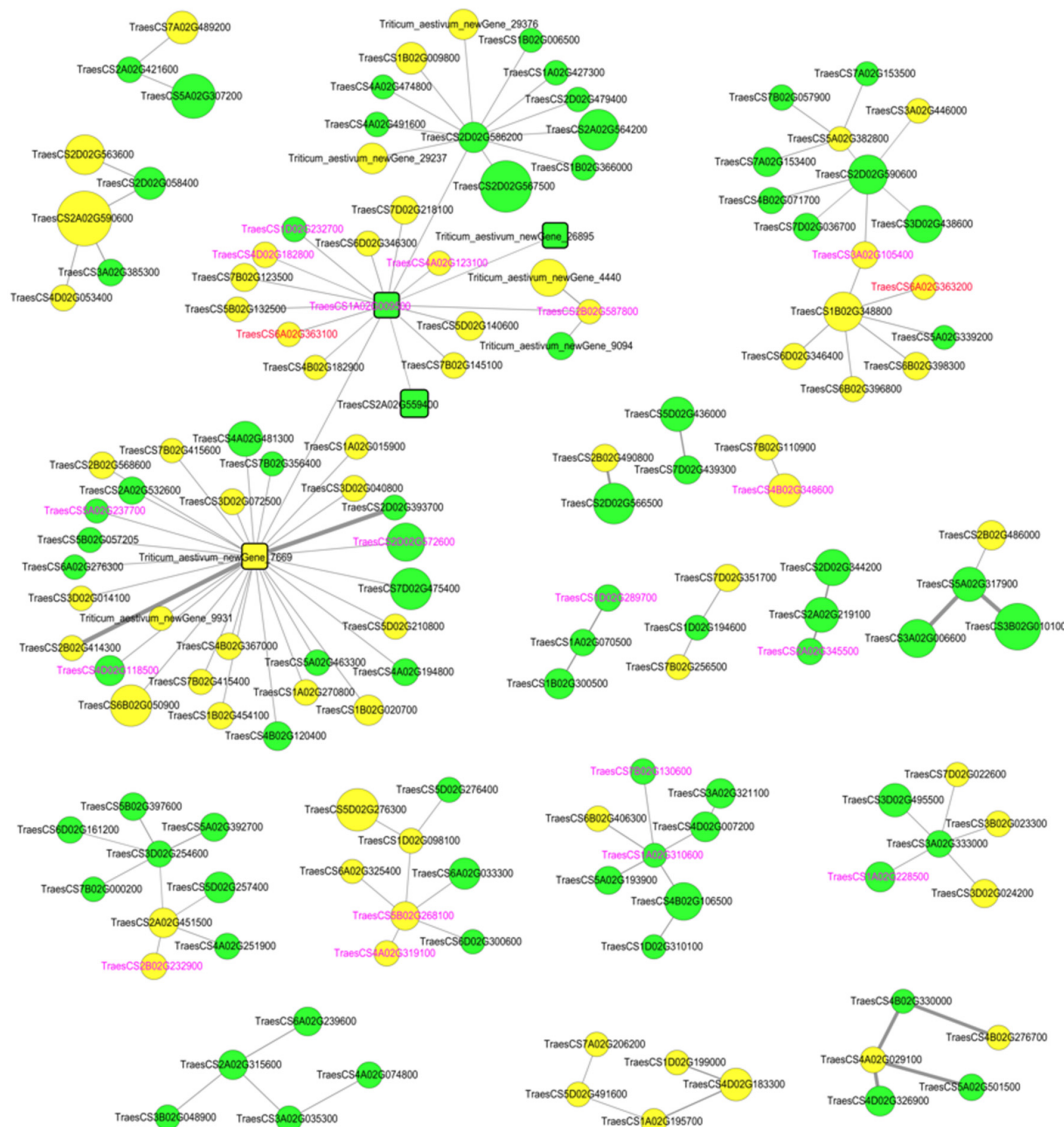 TraesCS7A02G489200
TraesCS2A02G421600
TraesCS5A02G307200
TraesCS2D02G563600
TraesCS2D02G058400
TraesCS2A02G590600
TraesCS3A02G385300
TraesCS4D02G053400
Triticum_aestivum_newGene_29376
TraesCS1B02G006500
TraesCS1B02G009800
TraesCS1A02G427300
TraesCS4A02G474800
TraesCS2D02G479400
TraesCS4A02G491600
TraesCS2A02G564200
TraesCS2D02G586200
Triticum_aestivum_newGene_29237
TraesCS1B02G366000
TraesCS2D02G567500
TraesCS7D02G218100
TraesCS1D02G232700
TraesCS6D02G346300
Triticum_aestivum_newGene_26895
TraesCS4D02G182800
TraesCS4A02G123100
TraesCS7B02G123500
Triticum_aestivum_newGene_4440
TraesCS5B02G132500
TraesCS2B02G587800
TraesCS6A02G363100
TraesCS5D02G140600
Triticum_aestivum_newGene_9094
TraesCS4B02G182900
TraesCS7B02G145100
TraesCS2A02G559400
TraesCS7A02G153500
TraesCS7B02G057900
TraesCS3A02G446000
TraesCS5A02G382800
TraesCS7A02G153400
TraesCS2D02G590600
TraesCS4B02G071700
TraesCS3D02G438600
TraesCS7D02G036700
TraesCS3A02G105400
TraesCS6A02G363200
TraesCS1B02G348800
TraesCS5A02G339200
TraesCS6D02G346400
TraesCS6B02G398300
TraesCS6B02G396800
TraesCS4A02G481300
TraesCS7B02G415600
TraesCS1A02G015900
TraesCS2B02G568600
TraesCS7B02G356400
TraesCS2A02G532600
TraesCS3D02G040800
TraesCS3D02G072500
TraesCS5A02G237700
TraesCS2D02G393700
TraesCS5B02G057205
TraesCS2D02G572600
TraesCS6A02G276300
TraesCS7D02G475400
TraesCS3D02G014100
Triticum_aestivum_newGene_9931
TraesCS5D02G210800
TraesCS2B02G414300
TraesCS4B02G367000
TraesCS4D02G118500
TraesCS5A02G463300
TraesCS4A02G194800
TraesCS7B02G415400
TraesCS1A02G270800
TraesCS6B02G050900
TraesCS1B02G454100
TraesCS1B02G020700
TraesCS4B02G120400
TraesCS5D02G436000
TraesCS2B02G490800
TraesCS7D02G439300
TraesCS2D02G566500
TraesCS7B02G110900
TraesCS4B02G348600
TraesCS1D02G289700
TraesCS1A02G070500
TraesCS1B02G300500
TraesCS7D02G351700
TraesCS1D02G194600
TraesCS7B02G256500
TraesCS2D02G344200
TraesCS2A02G219100
TraesCS2A02G345500
TraesCS2B02G486000
TraesCS5A02G317900
TraesCS3A02G006600
TraesCS3B02G010100
TraesCS5B02G397600
TraesCS6D02G161200
TraesCS5A02G392700
TraesCS3D02G254600
TraesCS7B02G000200
TraesCS5D02G257400
TraesCS2A02G451500
TraesCS4A02G251900
TraesCS2B02G232900
TraesCS5D02G276400
TraesCS5D02G276300
TraesCS1D02G098100
TraesCS6A02G325400
TraesCS6A02G033300
TraesCS5B02G268100
TraesCS6D02G300600
TraesCS4A02G319100
TraesCS7B02G130600
TraesCS3A02G321100
TraesCS6B02G406300
TraesCS4D02G007200
TraesCS1A02G310600
TraesCS5A02G193900
TraesCS4B02G106500
TraesCS1D02G310100
TraesCS7D02G022600
TraesCS3D02G495500
TraesCS3B02G023300
TraesCS3A02G333000
TraesCS1A02G228500
TraesCS3D02G024200
TraesCS6A02G239600
TraesCS2A02G315600
TraesCS4A02G074800
TraesCS3B02G048900
TraesCS3A02G035300
TraesCS7A02G206200
TraesCS1D02G199000
TraesCS4D02G183300
TraesCS5D02G491600
TraesCS1A02G195700
TraesCS4B02G330000
TraesCS4B02G276700
TraesCS4A02G029100
TraesCS5A02G501500
TraesCS4D02G326900